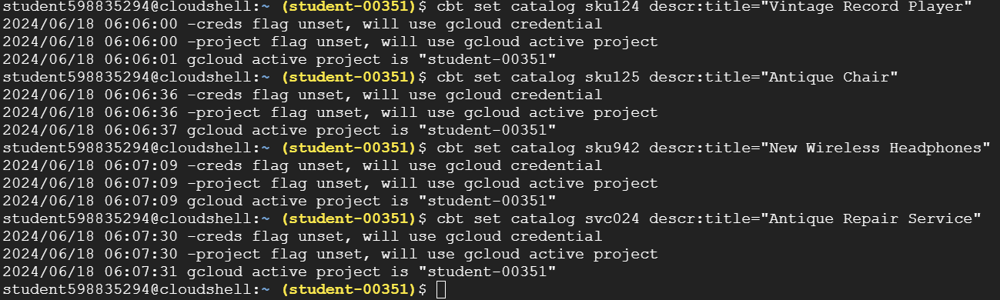 student598835294@cloudshell:~ (student-00351)$ cbt set catalog sku124 descr:title="Vintage Record Player"
2024/06/18 06:06:00 -creds flag unset, will use gcloud credential
2024/06/18 06:06:00 -project flag unset, will use gcloud active project
2024/06/18 06:06:01 gcloud active project is "student-00351"
student598835294@cloudshell:~ (student-00351)$ cbt set catalog sku125 descr:title="Antique Chair"
2024/06/18 06:06:36 -creds flag unset, will use gcloud credential
2024/06/18 06:06:36 -project flag unset, will use gcloud active project
2024/06/18 06:06:37 gcloud active project is "student-00351"
student598835294@cloudshell:~ (student-00351)$ cbt set catalog sku942 descr:title="New Wireless Headphones"
2024/06/18 06:07:09 -creds flag unset, will use gcloud credential
2024/06/18 06:07:09 -project flag unset, will use gcloud active project
2024/06/18 06:07:09 gcloud active project is "student-00351"
student598835294@cloudshell:~ (student-00351)$ cbt set catalog svc024 descr:title="Antique Repair Service"
2024/06/18 06:07:30 -creds flag unset, will use gcloud credential
2024/06/18 06:07:30 -project flag unset, will use gcloud active project
2024/06/18 06:07:31 gcloud active project is "student-00351"
student598835294@cloudshell:~ (student-00351)$